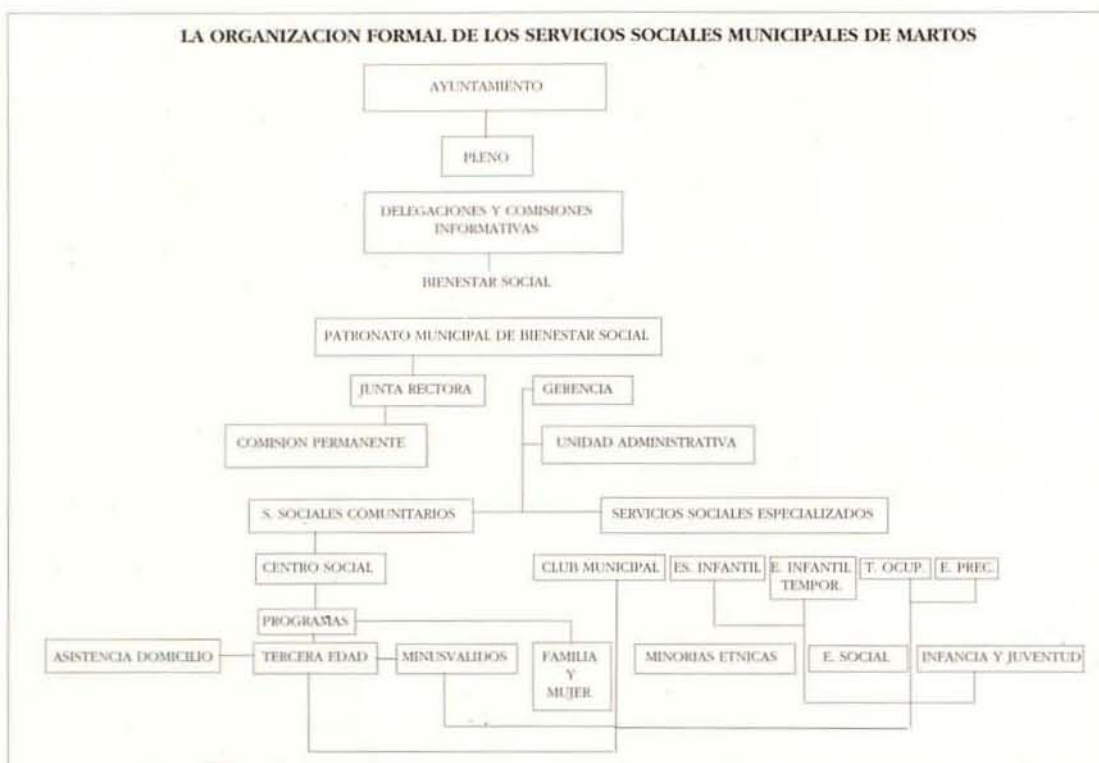 LA ORGANIZACION FORMAL DE LOS SERVICIOS SOCIALES MUNICIPALES DE MARTOS
AYUNTAMIENTO
PLENO
DELEGACIONES Y COMISIONES
INFORMATIVAS
BIENESTAR SOCIAL
PATRONATO MUNICIPAL DE BIENESTAR SOCIAL
JUNTA RECTORA
GERENCIA
COMISION PERMANENTE
UNIDAD ADMINISTRATIVA
S. SOCIALES COMUNITARIOS
SERVICIOS SOCIALES ESPECIALIZADOS
CENTRO SOCIAL
CLUB MUNICIPAL
ES. INFANTIL
E. INFANTIL
TEMPOR.
T. OCUP.
E. PREC.
PROGRAMAS
ASISTENCIA DOMICILIO
TERCERA EDAD
MINUSVALIDOS
FAMILIA
Y
MUJER
MINORIAS ETNICAS
E. SOCIAL
INFANCIA Y JUVENTUD